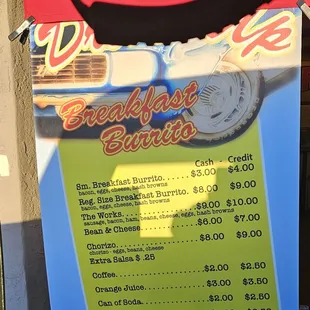 Breakfast
Burrito
Cash - Credit
Sm. Breakfast Burrito. . . . . . . $3.00 $4.00
bacon, eggs, cheese, hash browns
Reg. Size Breakfast Burrito. $8.00 $9.00
bacon, eggs, cheese, hash browns
The Works. . . . . . . . . . . . . $9.00 $10.00
sausage, bacon, ham, beans, cheese, eggs, hash browns
Bean & Cheese. . . . . . . . . . . $6.00 $7.00
Chorizo. . . . . . . . . . . . . . $8.00 $9.00
chorizo, eggs, beans, cheese
Extra Salsa $ .25
Coffee. . . . . . . . . . . . . . $2.00 $2.50
Orange Juice. . . . . . . . . . . $3.00 $3.50
Can of Soda. . . . . . . . . . . . $2.00 $2.50